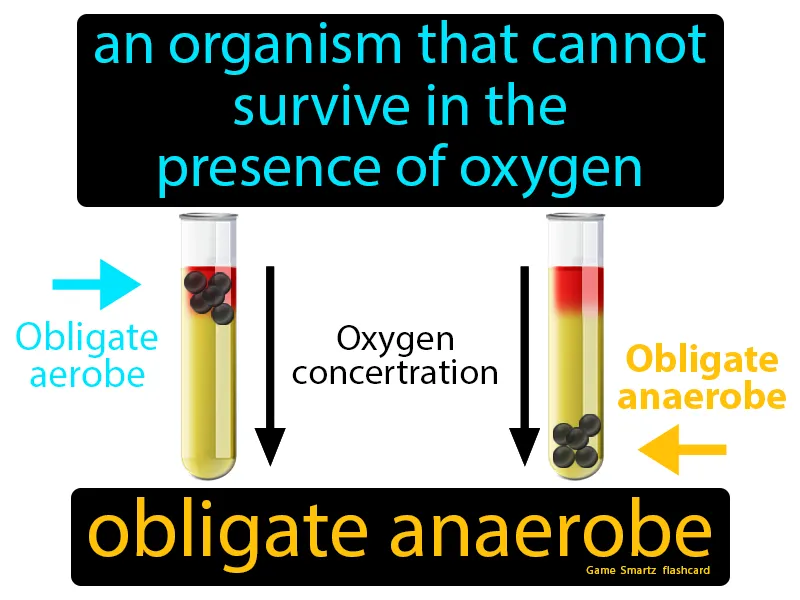 an organism that cannot
survive in the
presence of oxygen
Obligate
aerobe
Oxygen
concertration
Obligate
anaerobe
obligate anaerobe
Game Smartz flashcard